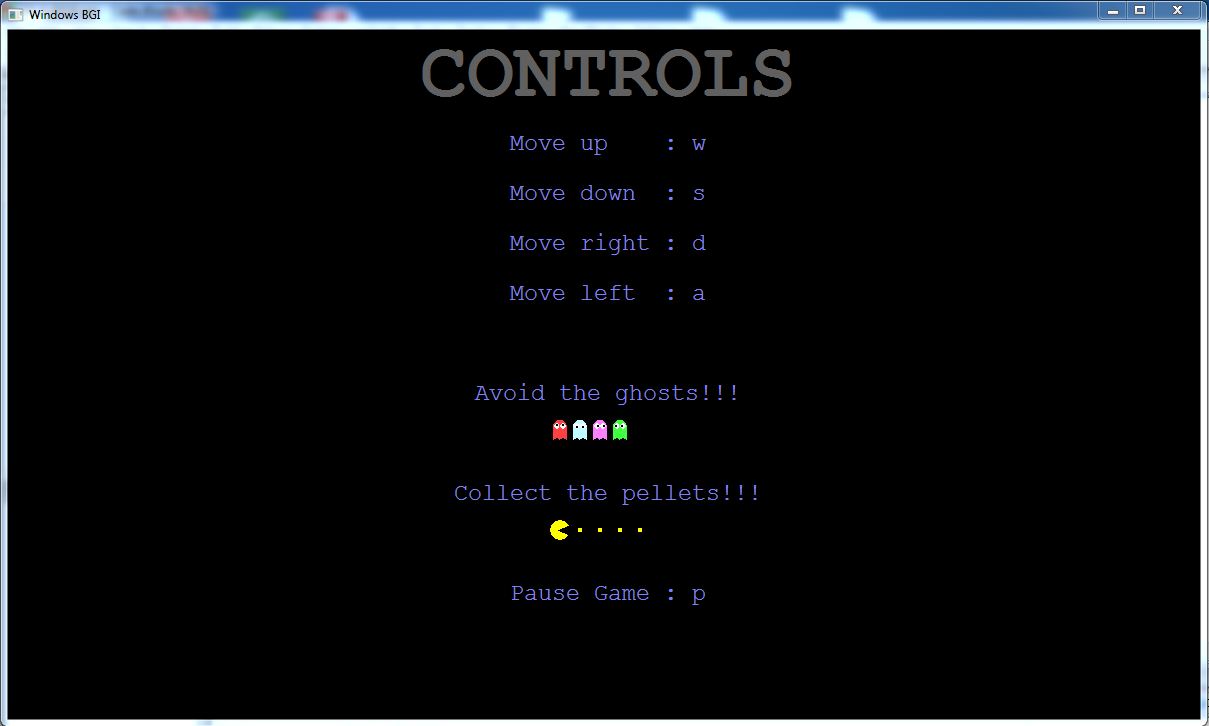 Windows BGI
CONTROLS
Move up    : w
Move down  : s
Move right : d
Move left  : a
Avoid the ghosts!!!
Collect the pellets!!!
Pause Game : p